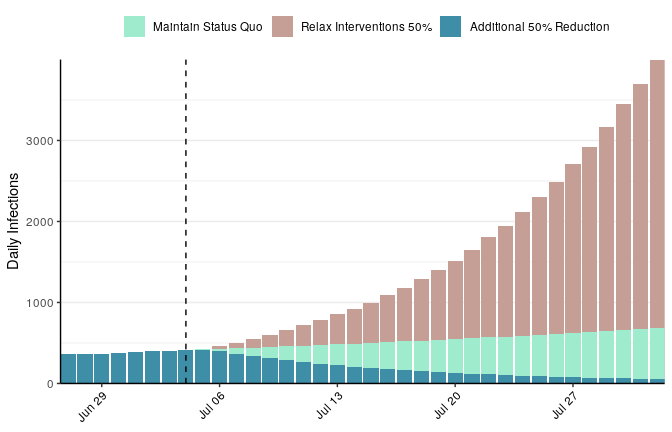 Maintain Status Quo Relax Interventions 50% Additional 50% Reduction
Daily Infections
3000
2000
1000
0
Jun 29 Jul 06 Jul 13 Jul 20 Jul 27